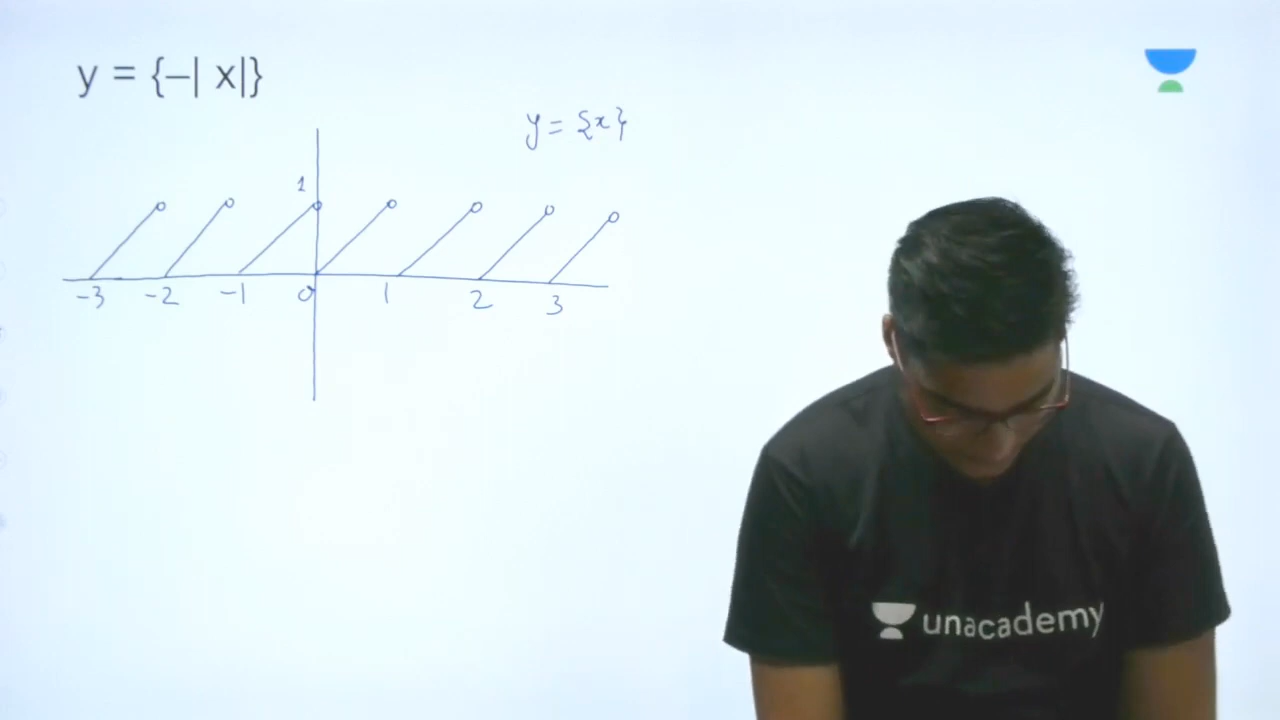 y = {–| x|}
y = {x}
1
-3 -2 -1 0 1 2 3
unacademy